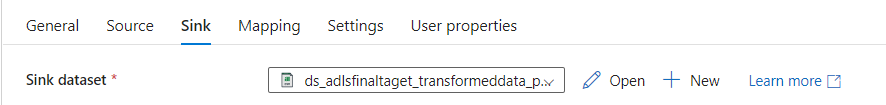 General Source Sink Mapping Settings User properties
Sink dataset * ds_adlsfinaltaget_transformeddata_p... Open New Learn more